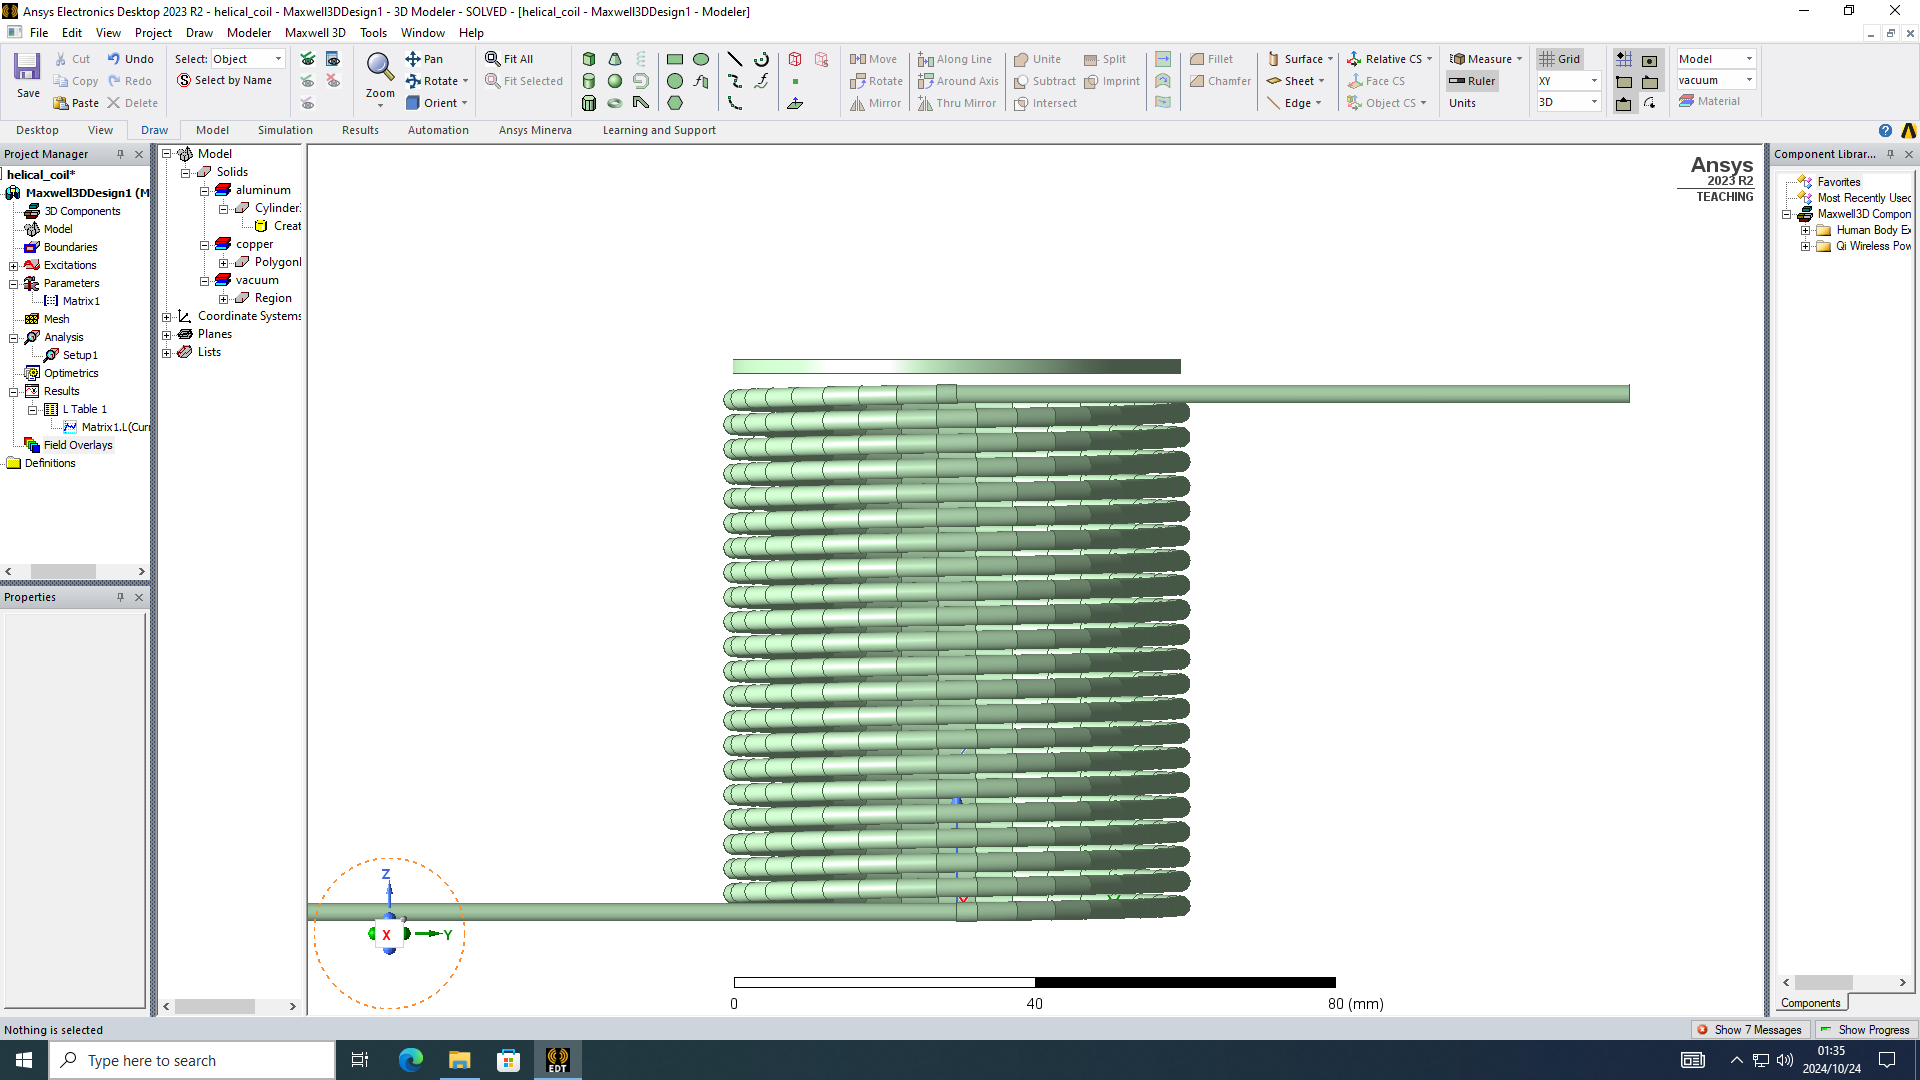 Ansys Electronics Desktop 2023 R2 - helical_coil - Maxwell3DDesign1 - 3D Modeler - SOLVED - [helical_coil - Maxwell3DDesign1 - Modeler]
File Edit View Project Draw Modeler Maxwell 3D Tools Window Help
Save
Cut
Copy
Paste
Undo
Redo
Delete
Select: Object
Select by Name
Zoom
Pan
Rotate
Orient
Fit All
Fit Selected
Move
Rotate
Mirror
Along Line
Around Axis
Thru Mirror
Unite
Subtract
Intersect
Split
Imprint
Fillet
Chamfer
Surface
Sheet
Edge
Relative CS
Face CS
Object CS
Measure
Ruler
Units
Grid
XY
3D
Model
vacuum
Material
Desktop View Draw Model Simulation Results Automation Ansys Minerva Learning and Support
Project Manager
helical_coil*
Maxwell3DDesign1 (M
3D Components
Model
Boundaries
Excitations
Parameters
Matrix1
Mesh
Analysis
Setup1
Optimetrics
Results
L Table 1
Matrix1.L(Curr
Field Overlays
Definitions
Properties
Model
Solids
aluminum
Cylinder
Creat
copper
Polygon
vacuum
Region
Coordinate Systems
Planes
Lists
Ansys
2023 R2
TEACHING
Z
X
Y
0 40 80 (mm)
Component Librar...
Favorites
Most Recently Used
Maxwell3D Compon
Human Body Ex
Qi Wireless Pow
Components
Nothing is selected
Show 7 Messages
Show Progress
Type here to search
EDT
01:35
2024/10/24